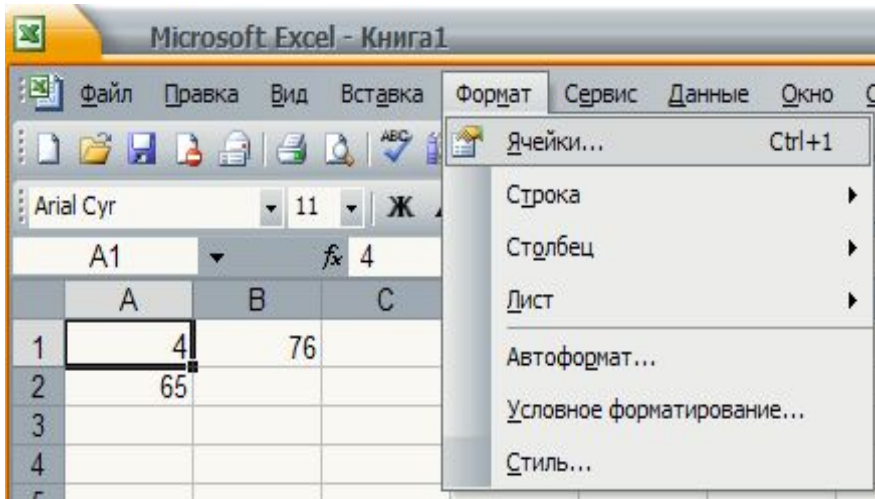 Microsoft Excel - Книга1
Файл Правка Вид Вставка Формат Сервис Данные Окно
ABC
Ячейки... Ctrl+1
Arial Cyr 11 Ж
Строка
A1 fx 4
Столбец
A B C
Лист
1 4 76
Автоформат...
2 65
3
Условное форматирование...
4
Стиль...